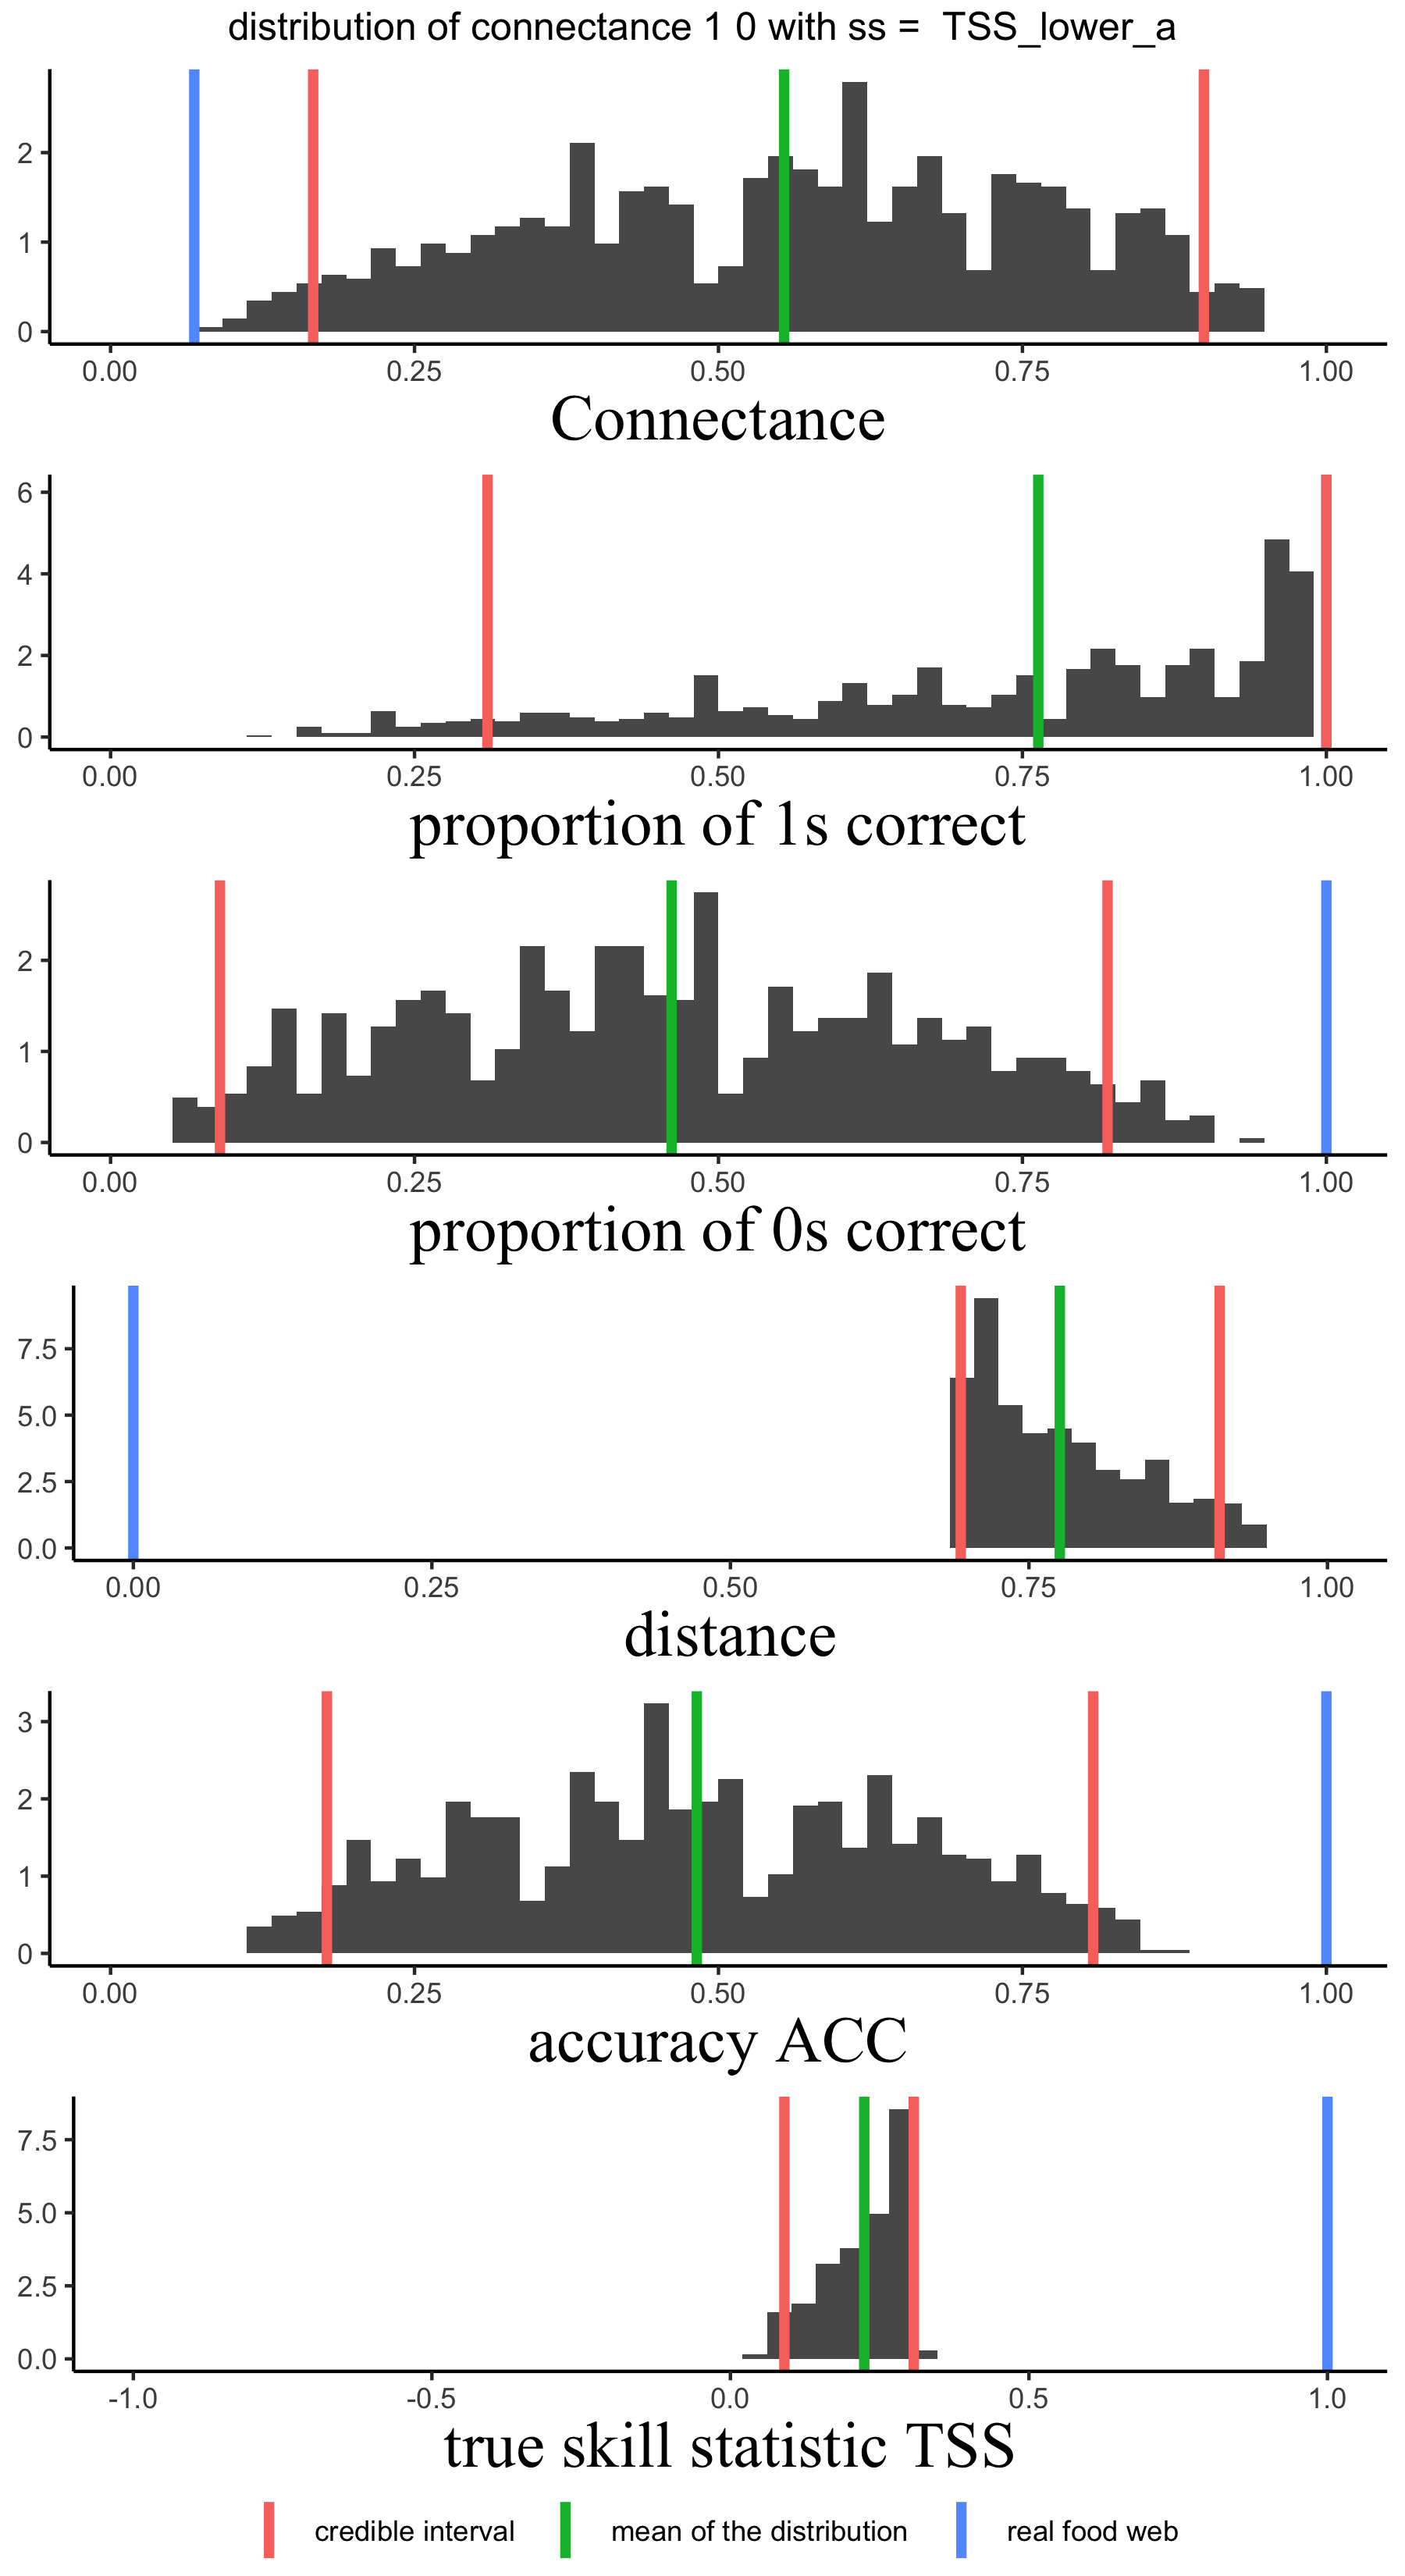 distribution of connectance 1 0 with ss = TSS_lower_a
2
1
0
0.00 0.25 0.50 0.75 1.00
Connectance
6
4
2
0
0.00 0.25 0.50 0.75 1.00
proportion of 1s correct
2
1
0
0.00 0.25 0.50 0.75 1.00
proportion of 0s correct
7.5
5.0
2.5
0.0
0.00 0.25 0.50 0.75 1.00
distance
3
2
1
0
0.00 0.25 0.50 0.75 1.00
accuracy ACC
7.5
5.0
2.5
0.0
-1.0 -0.5 0.0 0.5 1.0
true skill statistic TSS
credible interval mean of the distribution real food web